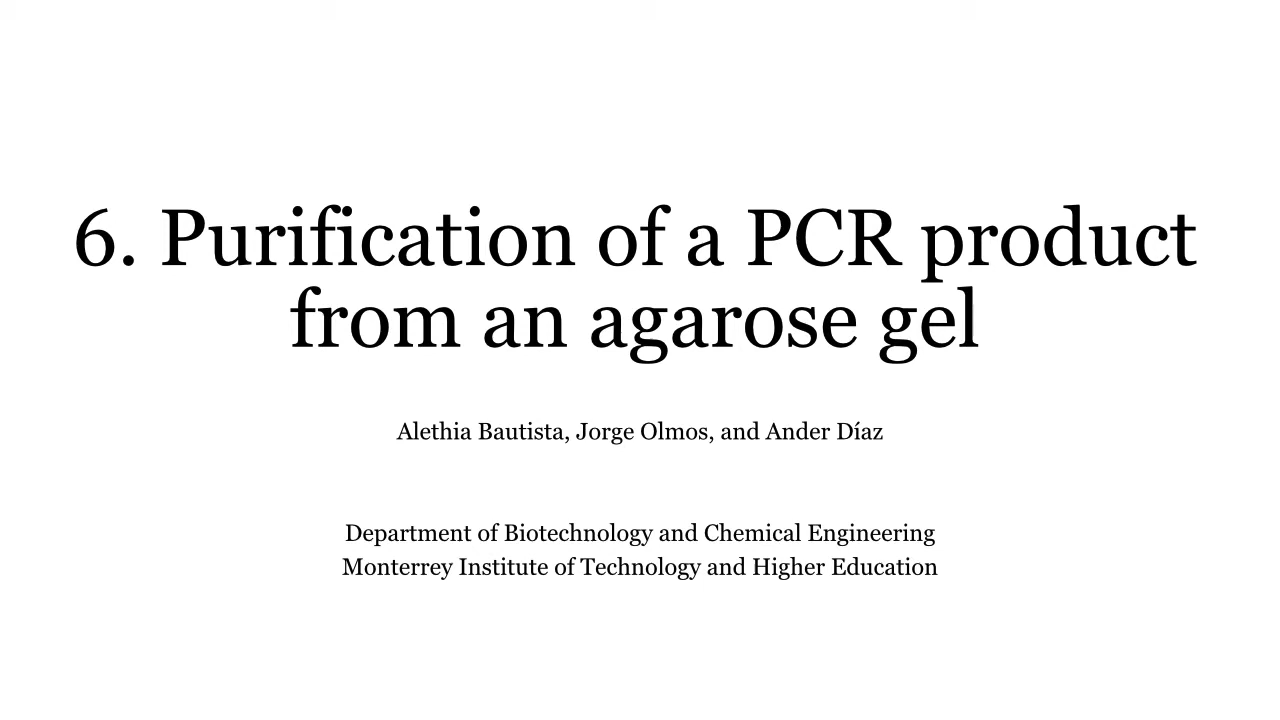 6. Purification of a PCR product
from an agarose gel
Alethia Bautista, Jorge Olmos, and Ander Díaz
Department of Biotechnology and Chemical Engineering
Monterrey Institute of Technology and Higher Education